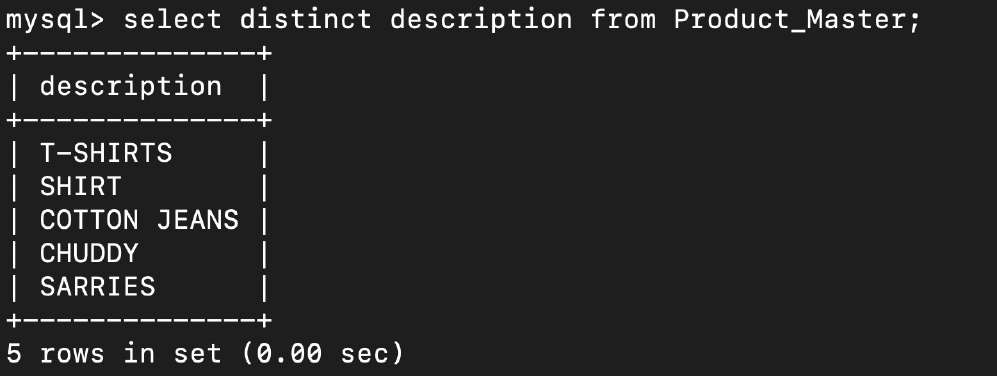 mysql> select distinct description from Product_Master;
+--------------+
| description  |
+--------------+
| T-SHIRTS     |
| SHIRT        |
| COTTON JEANS |
| CHUDDY       |
| SARRIES      |
+--------------+
5 rows in set (0.00 sec)